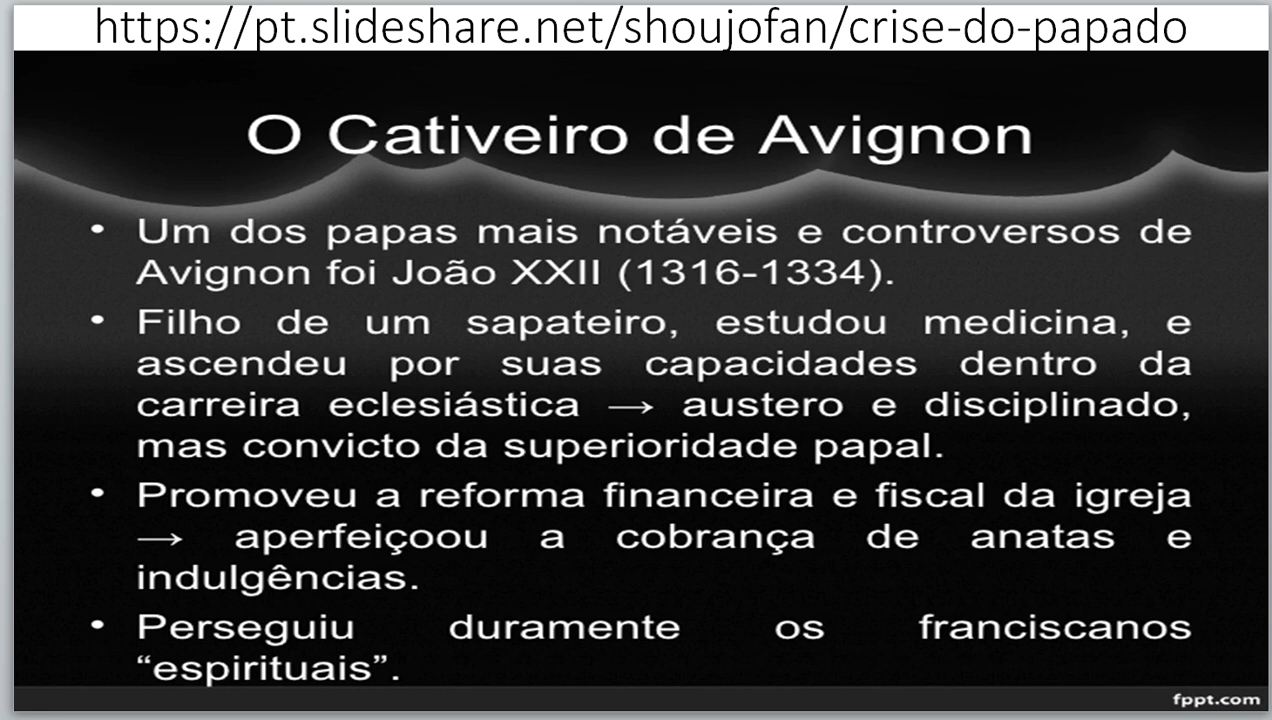 https://pt.slideshare.net/shoujofan/crise-do-papado
O Cativeiro de Avignon
• Um dos papas mais notáveis e controversos de
Avignon foi João XXII (1316-1334).
• Filho de um sapateiro, estudou medicina, e
ascendeu por suas capacidades dentro da
carreira eclesiástica → austero e disciplinado,
mas convicto da superioridade papal.
• Promoveu a reforma financeira e fiscal da igreja
→ aperfeiçoou a cobrança de anatas e
indulgências.
• Perseguiu duramente os franciscanos
“espirituais”.
fppt.com